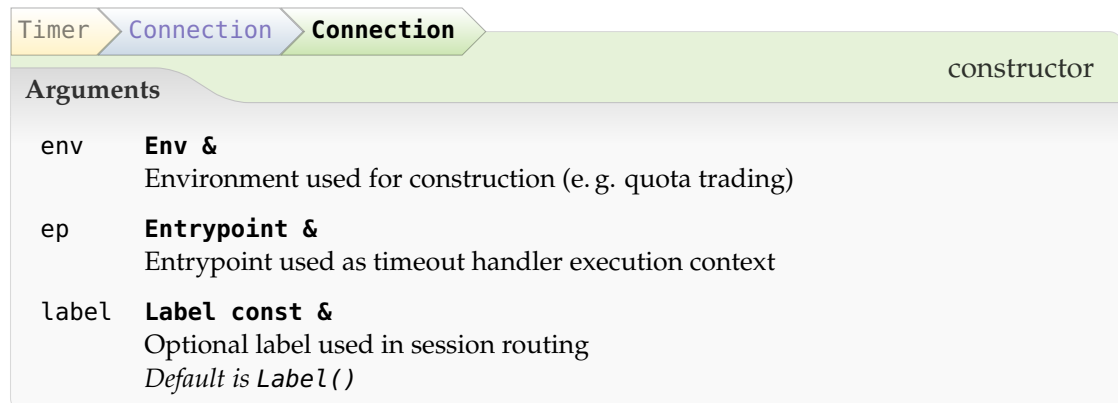 Timer Connection Connection
constructor
Arguments
env Env &
Environment used for construction (e. g. quota trading)
ep Entrypoint &
Entrypoint used as timeout handler execution context
label Label const &
Optional label used in session routing
Default is Label()